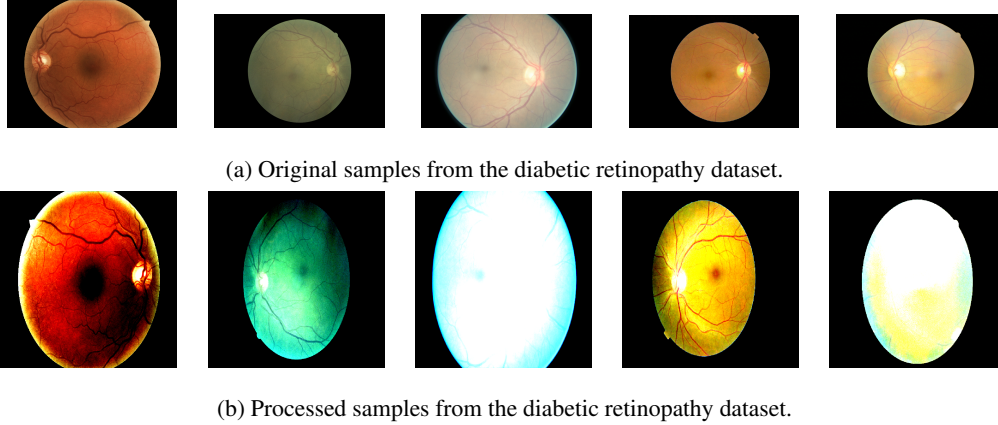 (a) Original samples from the diabetic retinopathy dataset.
(b) Processed samples from the diabetic retinopathy dataset.